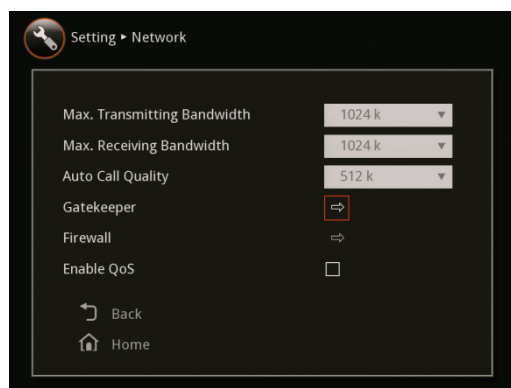 Setting ▸ Network
Max. Transmitting Bandwidth 1024 k
Max. Receiving Bandwidth 1024 k
Auto Call Quality 512 k
Gatekeeper
Firewall
Enable QoS
Back
Home